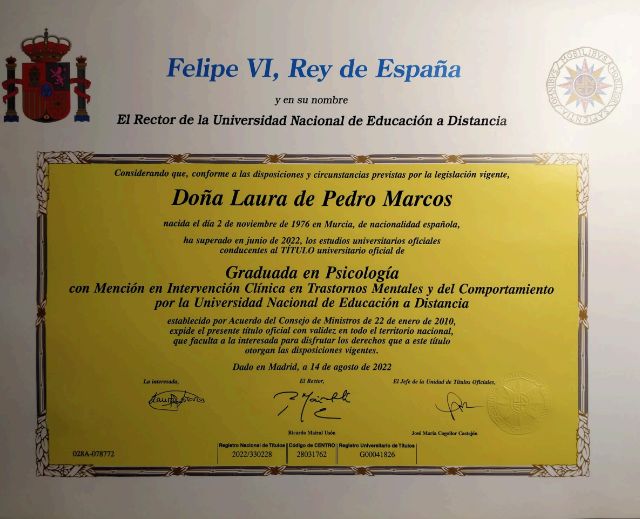 Felipe VI, Rey de España
y en su nombre
El Rector de la Universidad Nacional de Educación a Distancia
Considerando que, conforme a las disposiciones y circunstancias previstas por la legislación vigente,
Doña Laura de Pedro Marcos
nacida el día 2 de noviembre de 1976 en Murcia, de nacionalidad española,
ha superado en junio de 2022, los estudios universitarios oficiales
conducentes al TÍTULO universitario oficial de
Graduada en Psicología
con Mención en Intervención Clínica en Trastornos Mentales y del Comportamiento
por la Universidad Nacional de Educación a Distancia
establecido por Acuerdo del Consejo de Ministros de 22 de enero de 2010,
expide el presente título oficial con validez en todo el territorio nacional,
que faculta a la interesada para disfrutar los derechos que a este título
otorgan las disposiciones vigentes.
Dado en Madrid, a 14 de agosto de 2022
La interesada,
El Rector,
El Jefe de la Unidad de Títulos Oficiales,
Ricardo Mairal Usón
José María Cogollor Castejón
Registro Nacional de Títulos Código de CENTRO Registro Universitario de Títulos
028A-078772 2022/330228 28031762 G00041826